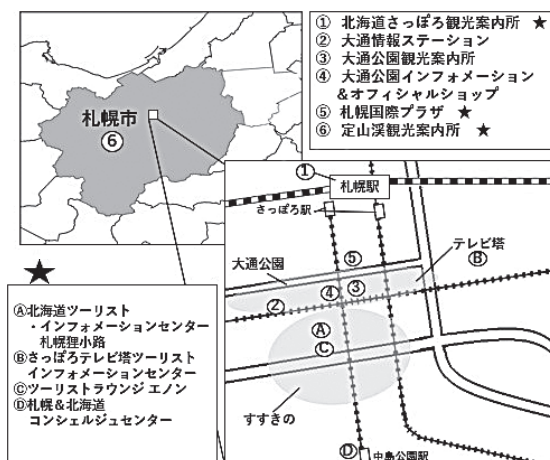 ① 北海道さっぽろ観光案内所 ★
② 大通情報ステーション
③ 大通公園観光案内所
④ 大通公園インフォメーション
&オフィシャルショップ
⑤ 札幌国際プラザ ★
⑥ 定山渓観光案内所 ★
札幌市
⑥
①
札幌駅
さっぽろ駅
テレビ塔
大通公園
⑤
Ⓑ
④
③
②
Ⓐ
Ⓒ
すすきの
Ⓓ
中島公園駅
★
Ⓐ北海道ツーリスト
・インフォメーションセンター
札幌狸小路
Ⓑさっぽろテレビ塔ツーリスト
インフォメーションセンター
Ⓒツーリストラウンジ エノン
Ⓓ札幌&北海道
コンシェルジュセンター